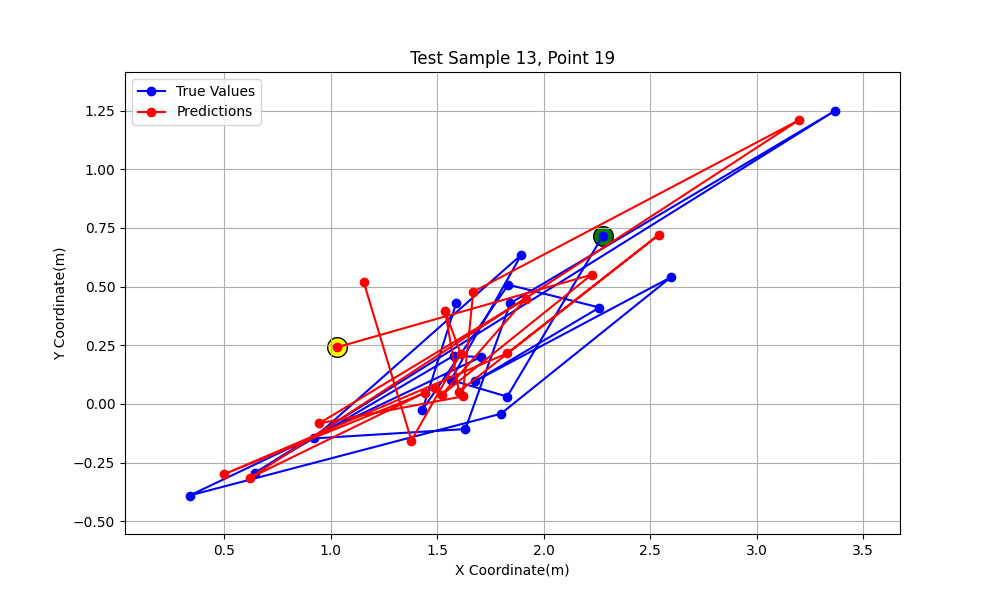 Test Sample 13, Point 19
True Values
Predictions
1.25
1.00
0.75
0.50
0.25
0.00
−0.25
−0.50
Y Coordinate(m)
0.5 1.0 1.5 2.0 2.5 3.0 3.5
X Coordinate(m)